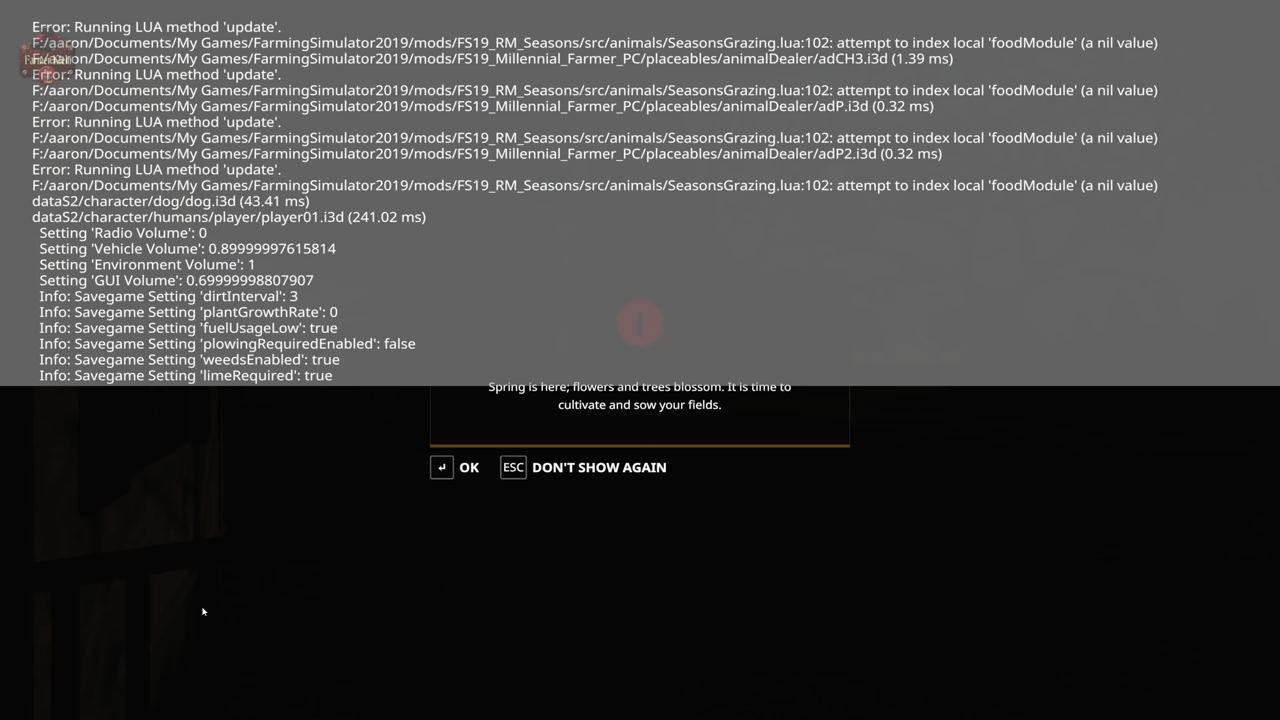 Error: Running LUA method 'update'.
F:/aaron/Documents/My Games/FarmingSimulator2019/mods/FS19_RM_Seasons/src/animals/SeasonsGrazing.lua:102: attempt to index local 'foodModule' (a nil value)
F:/aaron/Documents/My Games/FarmingSimulator2019/mods/FS19_Millennial_Farmer_PC/placeables/animalDealer/adCH3.i3d (1.39 ms)
Error: Running LUA method 'update'.
F:/aaron/Documents/My Games/FarmingSimulator2019/mods/FS19_RM_Seasons/src/animals/SeasonsGrazing.lua:102: attempt to index local 'foodModule' (a nil value)
F:/aaron/Documents/My Games/FarmingSimulator2019/mods/FS19_Millennial_Farmer_PC/placeables/animalDealer/adP.i3d (0.32 ms)
Error: Running LUA method 'update'.
F:/aaron/Documents/My Games/FarmingSimulator2019/mods/FS19_RM_Seasons/src/animals/SeasonsGrazing.lua:102: attempt to index local 'foodModule' (a nil value)
F:/aaron/Documents/My Games/FarmingSimulator2019/mods/FS19_Millennial_Farmer_PC/placeables/animalDealer/adP2.i3d (0.32 ms)
Error: Running LUA method 'update'.
F:/aaron/Documents/My Games/FarmingSimulator2019/mods/FS19_RM_Seasons/src/animals/SeasonsGrazing.lua:102: attempt to index local 'foodModule' (a nil value)
dataS2/character/dog/dog.i3d (43.41 ms)
dataS2/character/humans/player/player01.i3d (241.02 ms)
Setting 'Radio Volume': 0
Setting 'Vehicle Volume': 0.89999997615814
Setting 'Environment Volume': 1
Setting 'GUI Volume': 0.69999998807907
Info: Savegame Setting 'dirtInterval': 3
Info: Savegame Setting 'plantGrowthRate': 0
Info: Savegame Setting 'fuelUsageLow': true
Info: Savegame Setting 'plowingRequiredEnabled': false
Info: Savegame Setting 'weedsEnabled': true
Info: Savegame Setting 'limeRequired': true
Spring is here; flowers and trees blossom. It is time to
cultivate and sow your fields.
OK ESC DON'T SHOW AGAIN